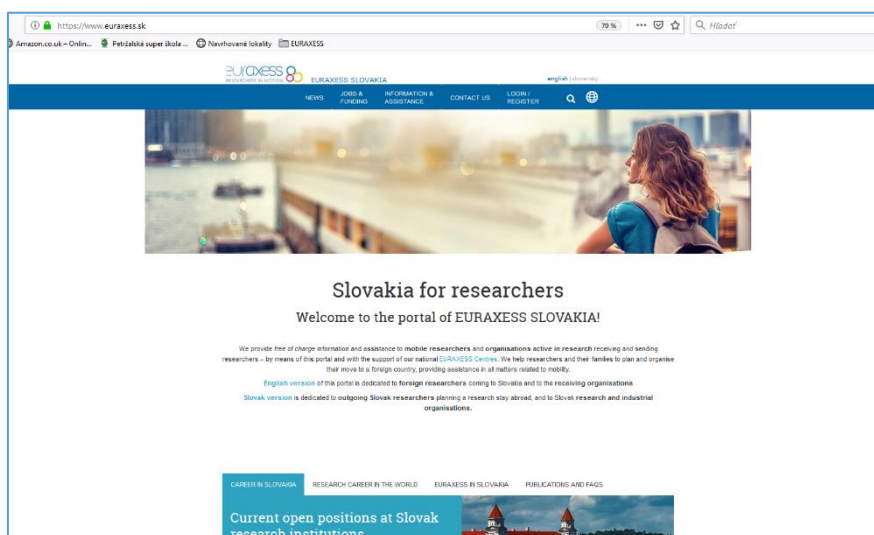 https://www.euraxess.sk
70 %
Hľadať
Amazon.co.uk – Onlin...
Petržalská super škola ...
Navrhované lokality
EURAXESS
euraxess
RESEARCHERS IN MOTION
EURAXESS SLOVAKIA
english | slovensky
NEWS
JOBS &
FUNDING
INFORMATION &
ASSISTANCE
CONTACT US
LOGIN /
REGISTER
Slovakia for researchers
Welcome to the portal of EURAXESS SLOVAKIA!
We provide free of charge information and assistance to mobile researchers and organisations active in research receiving and sending
researchers – by means of this portal and with the support of our national EURAXESS Centres. We help researchers and their families to plan and organise
their move to a foreign country, providing assistance in all matters related to mobility.
English version of this portal is dedicated to foreign researchers coming to Slovakia and to the receiving organisations
Slovak version is dedicated to outgoing Slovak researchers planning a research stay abroad, and to Slovak research and industrial
organisations.
CAREER IN SLOVAKIA
RESEARCH CAREER IN THE WORLD
EURAXESS IN SLOVAKIA
PUBLICATIONS AND FAQS
Current open positions at Slovak
research institutions